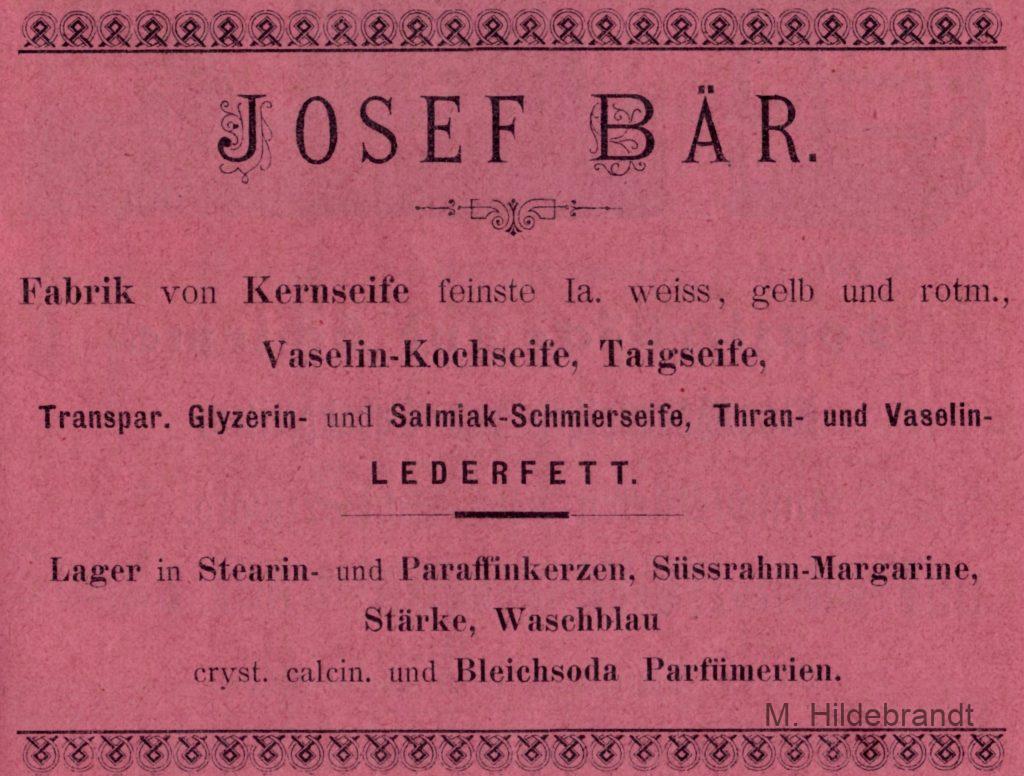 JOSEF BÄR.
Fabrik von Kernseife feinste Ia. weiss, gelb und rotm.,
Vaselin-Kochseife, Taigseife,
Transpar. Glyzerin- und Salmiak-Schmierseife, Thran- und Vaselin-
LEDERFETT.
Lager in Stearin- und Paraffinkerzen, Süssrahm-Margarine,
Stärke, Waschblau
cryst. calcin. und Bleichsoda Parfümerien.
M. Hildebrandt